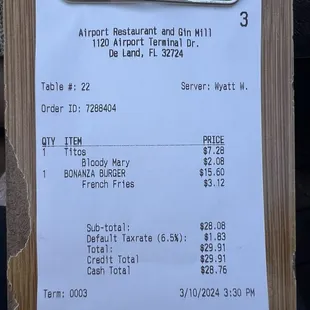 3
Airport Restaurant and Gin Mill
1120 Airport Terminal Dr.
De Land, FL 32724
Table #: 22 Server: Wyatt W.
Order ID: 7288404
QTY ITEM PRICE
1 Titos $7.28
Bloody Mary $2.08
1 BONANZA BURGER $15.60
French Fries $3.12
Sub-total: $28.08
Default Taxrate (6.5%): $1.83
Total: $29.91
Credit Total $29.91
Cash Total $28.76
Term: 0003 3/10/2024 3:30 PM